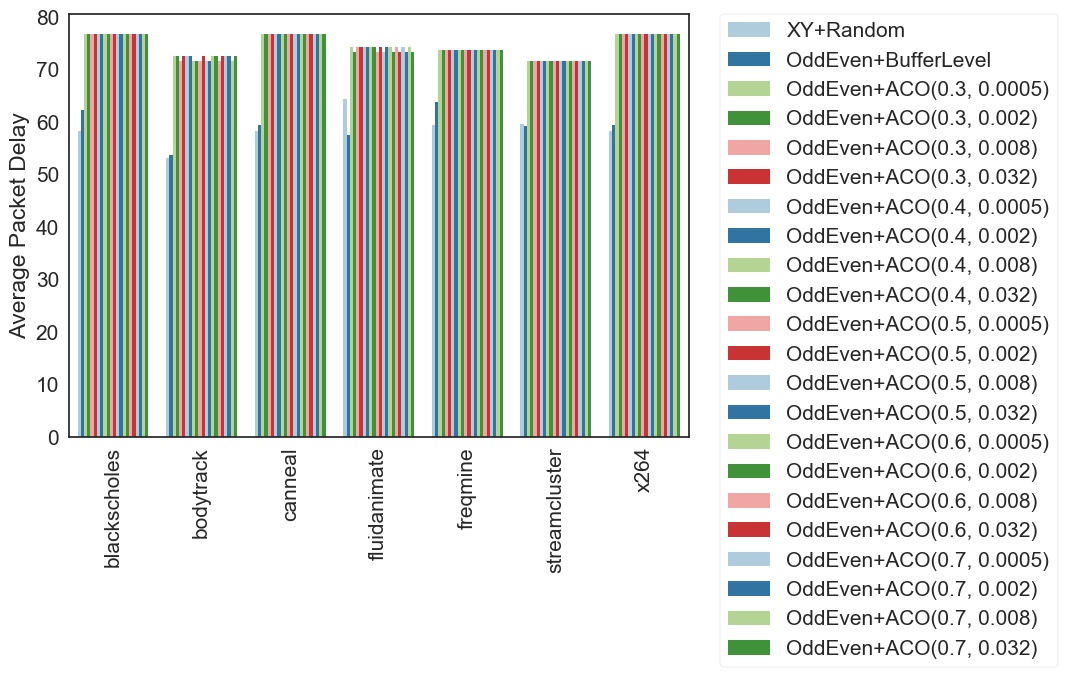 Average Packet Delay
80
70
60
50
40
30
20
10
0
blackscholes
bodytrack
canneal
fluidanimate
freqmine
streamcluster
x264
XY+Random
OddEven+BufferLevel
OddEven+ACO(0.3, 0.0005)
OddEven+ACO(0.3, 0.002)
OddEven+ACO(0.3, 0.008)
OddEven+ACO(0.3, 0.032)
OddEven+ACO(0.4, 0.0005)
OddEven+ACO(0.4, 0.002)
OddEven+ACO(0.4, 0.008)
OddEven+ACO(0.4, 0.032)
OddEven+ACO(0.5, 0.0005)
OddEven+ACO(0.5, 0.002)
OddEven+ACO(0.5, 0.008)
OddEven+ACO(0.5, 0.032)
OddEven+ACO(0.6, 0.0005)
OddEven+ACO(0.6, 0.002)
OddEven+ACO(0.6, 0.008)
OddEven+ACO(0.6, 0.032)
OddEven+ACO(0.7, 0.0005)
OddEven+ACO(0.7, 0.002)
OddEven+ACO(0.7, 0.008)
OddEven+ACO(0.7, 0.032)